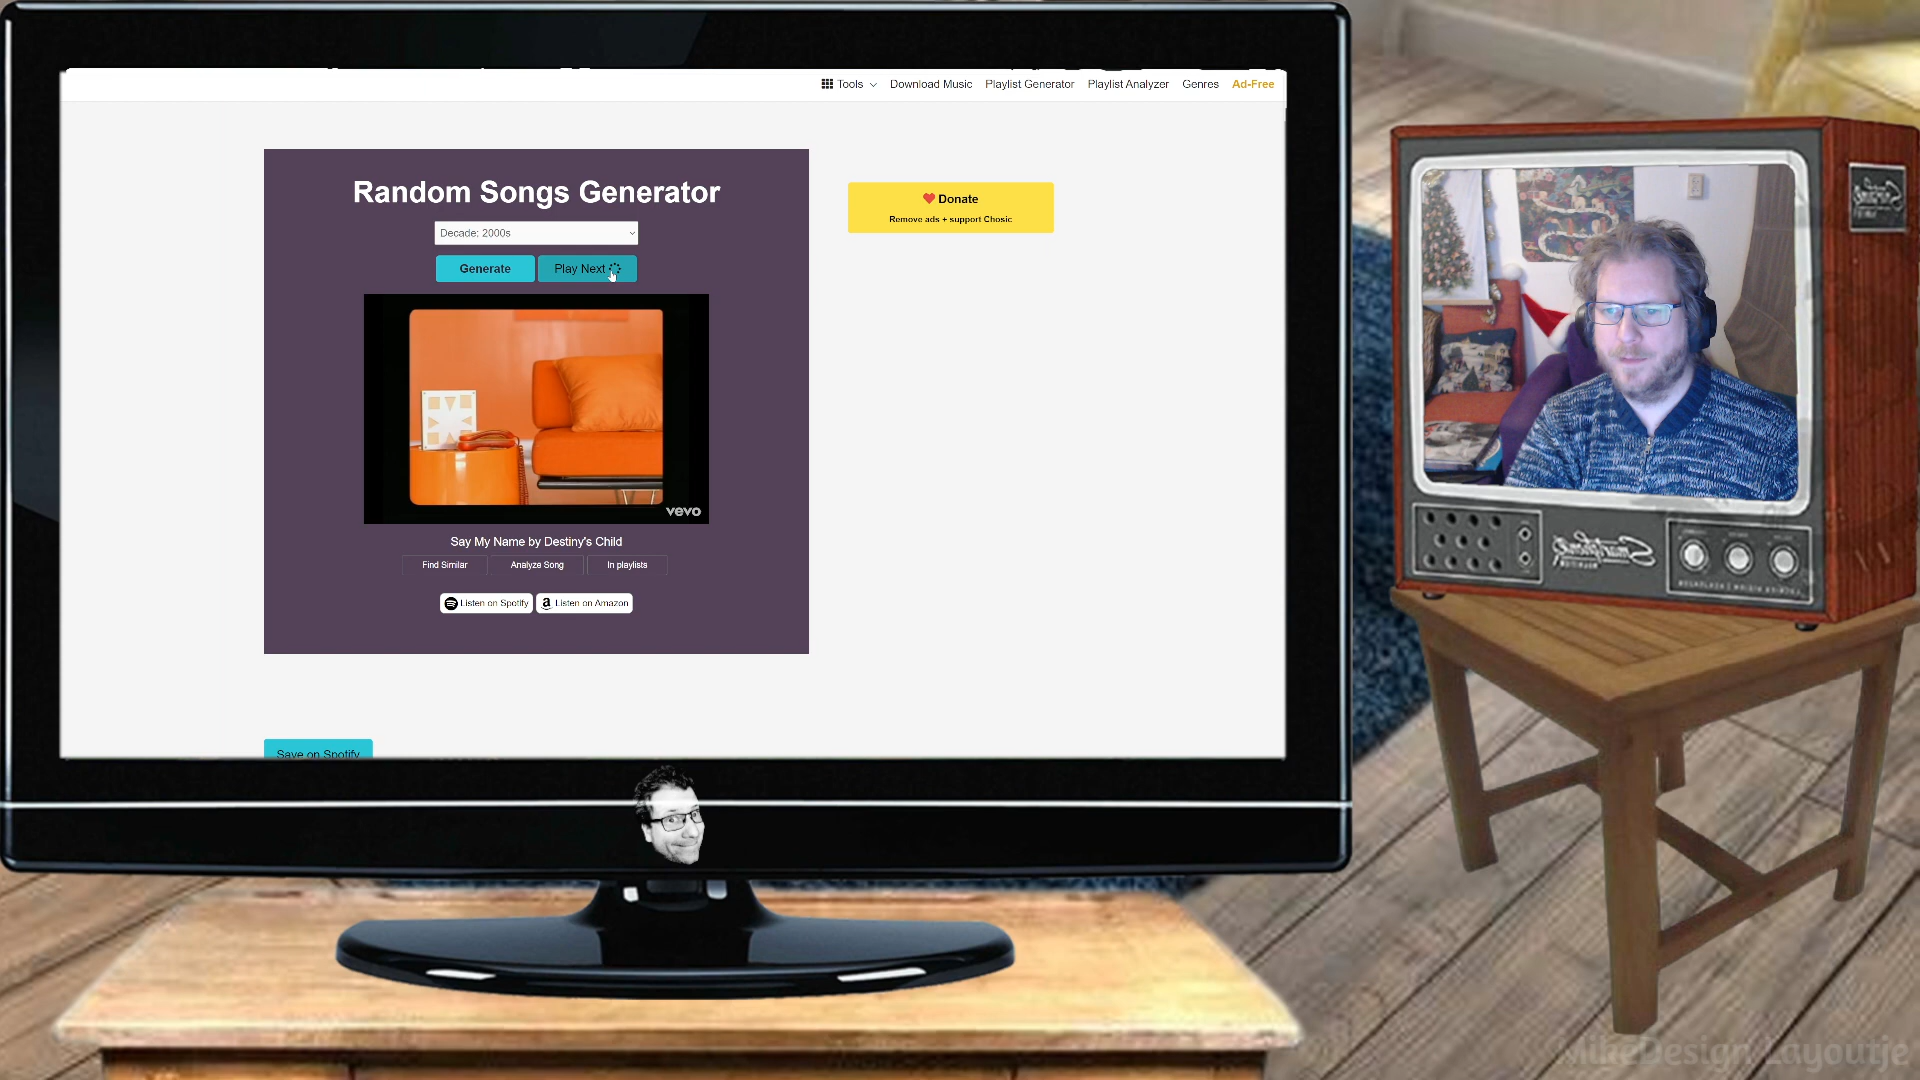 Tools
Download Music
Playlist Generator
Playlist Analyzer
Genres
Ad-Free
Random Songs Generator
Decade: 2000s
Generate
Play Next
Donate
Remove ads + support Chosic
vevo
Say My Name by Destiny's Child
Find Similar
Analyze Song
In playlists
Listen on Spotify
Listen on Amazon
Save on Spotify
MikeDesign Layoutje